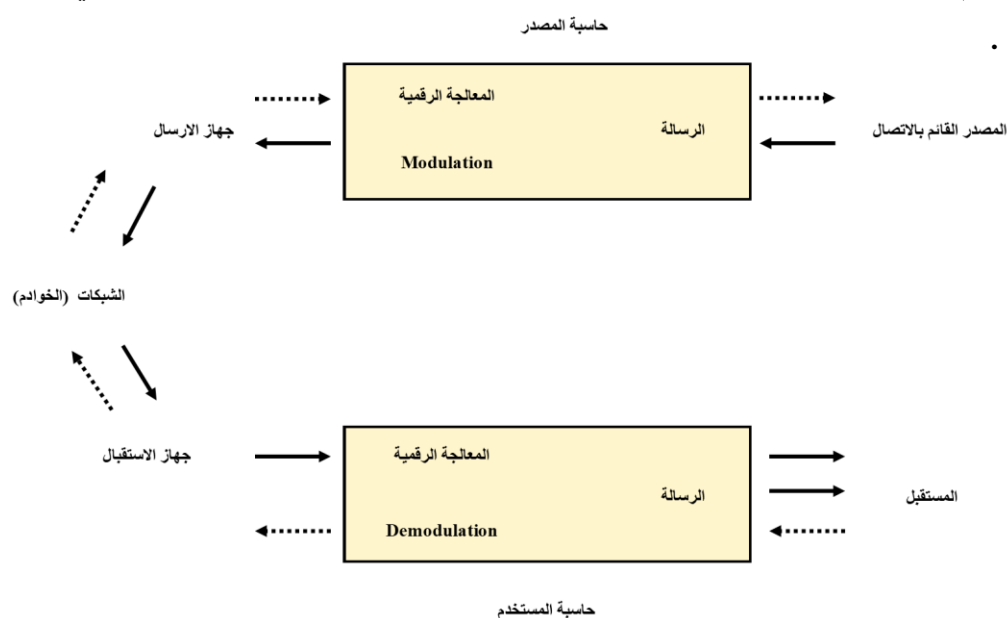 حاسبة المصدر
المعالجة الرقمية
المصدر القائم بالاتصال
الرسالة
جهاز الارسال
Modulation
الشبكات (الخوادم)
المعالجة الرقمية
جهاز الاستقبال
المستقبل
الرسالة
Demodulation
حاسبة المستخدم